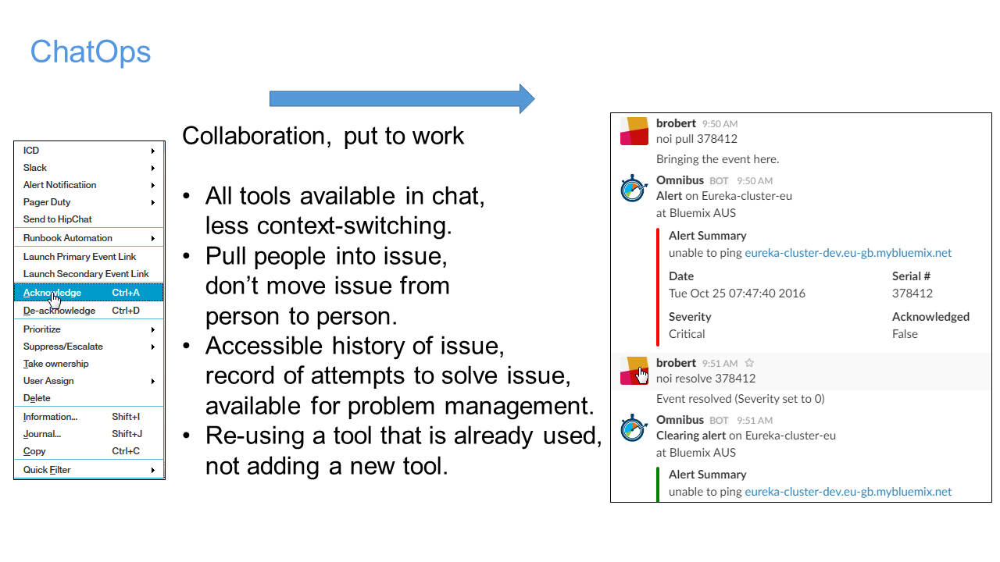 ChatOps
ICD
Slack
Alert Notificatiion
Pager Duty
Send to HipChat
Runbook Automation
Launch Primary Event Link
Launch Secondary Event Link
Acknowledge Ctrl+A
De-acknowledge Ctrl+D
Prioritize
Suppress/Escalate
Take ownership
User Assign
Delete
Information... Shift+I
Journal... Shift+J
Copy Ctrl+C
Quick Filter
Collaboration, put to work
• All tools available in chat,
less context-switching.
• Pull people into issue,
don’t move issue from
person to person.
• Accessible history of issue,
record of attempts to solve issue,
available for problem management.
• Re-using a tool that is already used,
not adding a new tool.
brobert 9:50 AM
noi pull 378412
Bringing the event here.
Omnibus BOT 9:50 AM
Alert on Eureka-cluster-eu
at Bluemix AUS
Alert Summary
unable to ping eureka-cluster-dev.eu-gb.mybluemix.net
Date Serial #
Tue Oct 25 07:47:40 2016 378412
Severity Acknowledged
Critical False
brobert 9:51 AM
noi resolve 378412
Event resolved (Severity set to 0)
Omnibus BOT 9:51 AM
Clearing alert on Eureka-cluster-eu
at Bluemix AUS
Alert Summary
unable to ping eureka-cluster-dev.eu-gb.mybluemix.net